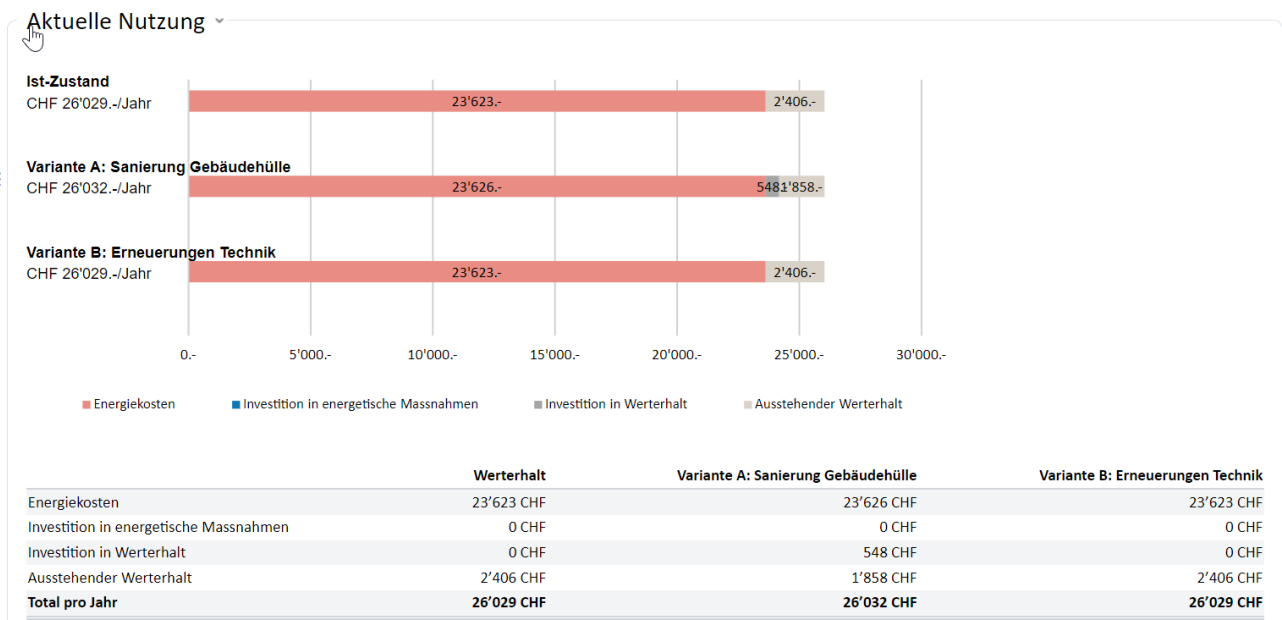 Aktuelle Nutzung
Ist-Zustand
CHF 26'029.-/Jahr
23'623.- 2'406.-
Variante A: Sanierung Gebäudehülle
CHF 26'032.-/Jahr
23'626.- 548.- 1'858.-
Variante B: Erneuerungen Technik
CHF 26'029.-/Jahr
23'623.- 2'406.-
0.- 5'000.- 10'000.- 15'000.- 20'000.- 25'000.- 30'000.-
Energiekosten Investition in energetische Massnahmen Investition in Werterhalt Ausstehender Werterhalt
Werterhalt Variante A: Sanierung Gebäudehülle Variante B: Erneuerungen Technik
Energiekosten 23’623 CHF 23’626 CHF 23’623 CHF
Investition in energetische Massnahmen 0 CHF 0 CHF 0 CHF
Investition in Werterhalt 0 CHF 548 CHF 0 CHF
Ausstehender Werterhalt 2’406 CHF 1’858 CHF 2’406 CHF
Total pro Jahr 26’029 CHF 26’032 CHF 26’029 CHF